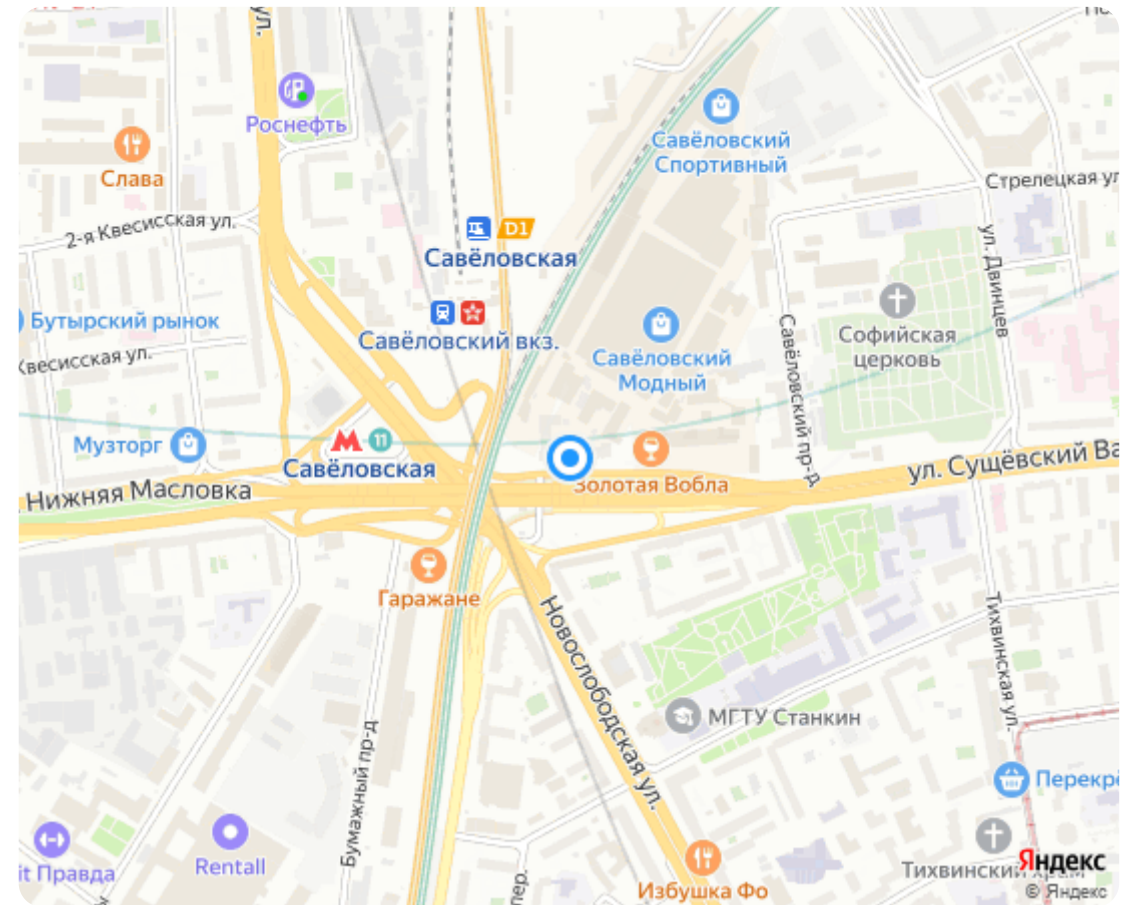 ул.
Роснефть
Слава
Савёловский
Спортивный
Стрелецкая ул
2-я Квесисская ул.
D1
Савёловская
ул. Двинцев
Бутырский рынок
Савёловский вкз.
Софийская
церковь
Савёловский
Модный
Савёловский пр-д
Квесисская ул.
Музторг
М 11
Савёловская
ул. Сущёвский Ва
Нижняя Масловка
Золотая Вобла
Гаражане
Новослободская ул.
Тихвинская ул.
МГТУ Станкин
Бумажный пр-д
Перекрё
Rentall
it Правда
пер.
Избушка Фо
Тихвинский храм
Яндекс
© Яндекс